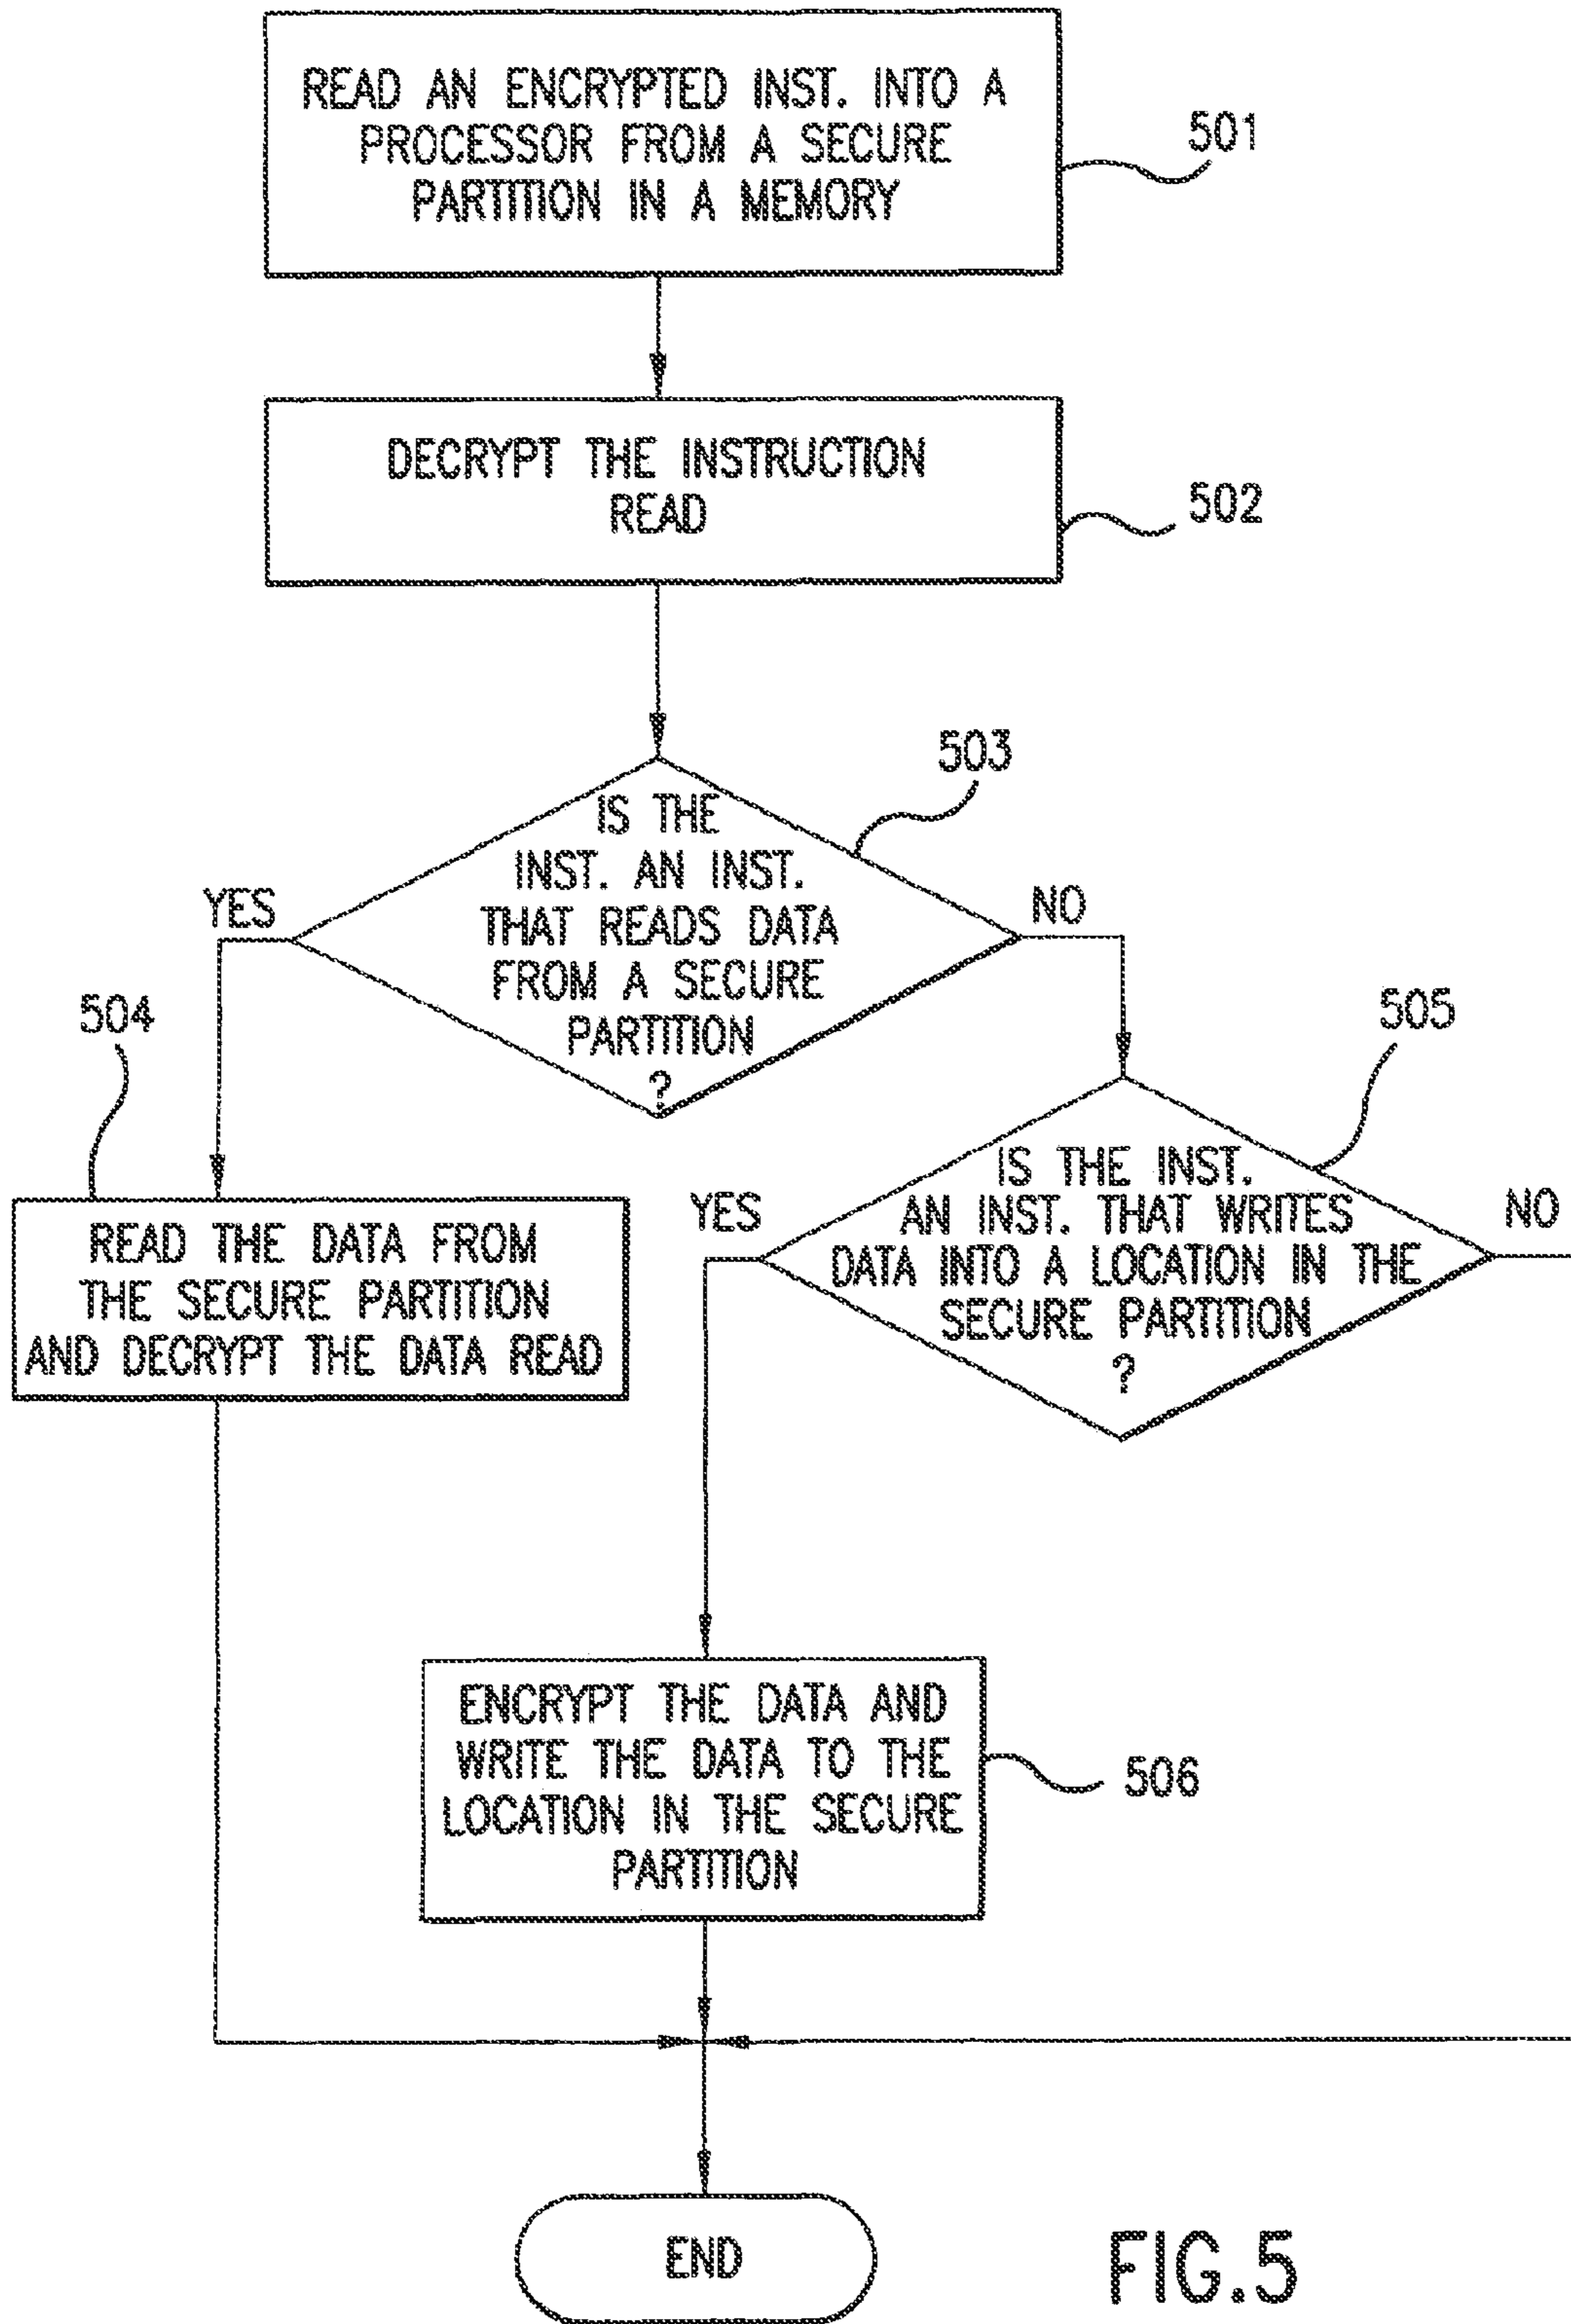 READ AN ENCRYPTED INST. INTO A
PROCESSOR FROM A SECURE
PARTITION IN A MEMORY
501
DECRYPT THE INSTRUCTION
READ
502
503
IS THE
INST. AN INST.
THAT READS DATA
FROM A SECURE
PARTITION
?
YES
NO
504
READ THE DATA FROM
THE SECURE PARTITION
AND DECRYPT THE DATA READ
505
IS THE INST.
AN INST. THAT WRITES
DATA INTO A LOCATION IN THE
SECURE PARTITION
?
YES
NO
ENCRYPT THE DATA AND
WRITE THE DATA TO THE
LOCATION IN THE SECURE
PARTITION
506
END
FIG.5